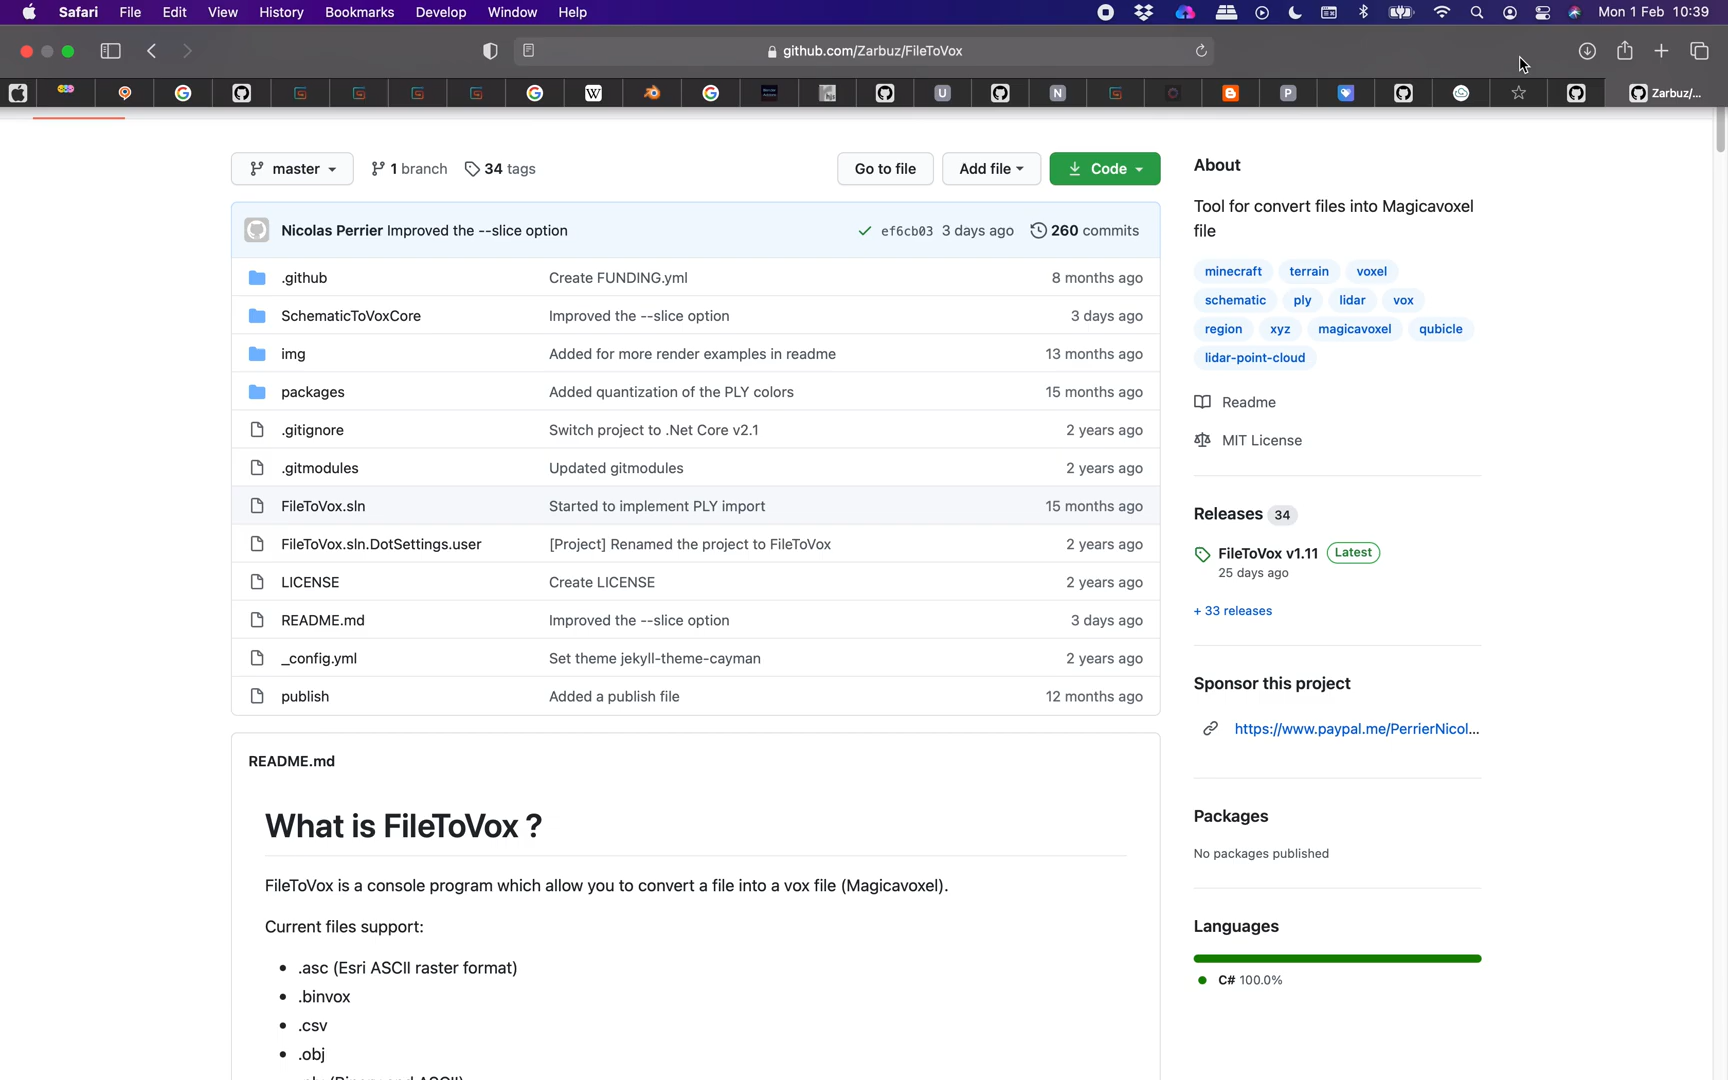 Safari File Edit View History Bookmarks Develop Window Help Mon 1 Feb 10:39
github.com/Zarbuz/FileToVox
W U N P Zarbuz/...
master 1 branch 34 tags Go to file Add file Code
Nicolas Perrier Improved the --slice option ef6cb03 3 days ago 260 commits
.github Create FUNDING.yml 8 months ago
SchematicToVoxCore Improved the --slice option 3 days ago
img Added for more render examples in readme 13 months ago
packages Added quantization of the PLY colors 15 months ago
.gitignore Switch project to .Net Core v2.1 2 years ago
.gitmodules Updated gitmodules 2 years ago
FileToVox.sln Started to implement PLY import 15 months ago
FileToVox.sln.DotSettings.user [Project] Renamed the project to FileToVox 2 years ago
LICENSE Create LICENSE 2 years ago
README.md Improved the --slice option 3 days ago
_config.yml Set theme jekyll-theme-cayman 2 years ago
publish Added a publish file 12 months ago
README.md
What is FileToVox ?
FileToVox is a console program which allow you to convert a file into a vox file (Magicavoxel).
Current files support:
.asc (Esri ASCII raster format)
.binvox
.csv
.obj
About
Tool for convert files into Magicavoxel
file
minecraft terrain voxel
schematic ply lidar vox
region xyz magicavoxel qubicle
lidar-point-cloud
Readme
MIT License
Releases 34
FileToVox v1.11 Latest
25 days ago
+ 33 releases
Sponsor this project
https://www.paypal.me/PerrierNicol...
Packages
No packages published
Languages
C# 100.0%